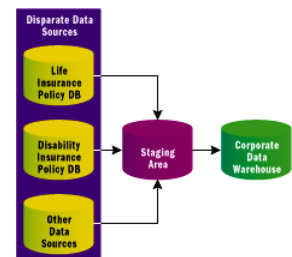 Disparate Data
Sources
Life
Insurance
Policy DB
Disability
Insurance
Policy DB
Other
Data
Sources
Staging
Area
Corporate
Data
Warehouse